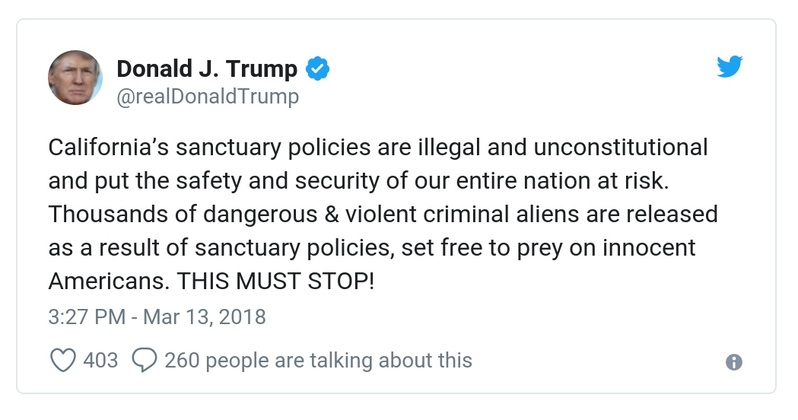 Donald J. Trump
@realDonaldTrump
California’s sanctuary policies are illegal and unconstitutional
and put the safety and security of our entire nation at risk.
Thousands of dangerous & violent criminal aliens are released
as a result of sanctuary policies, set free to prey on innocent
Americans. THIS MUST STOP!
3:27 PM - Mar 13, 2018
403 260 people are talking about this